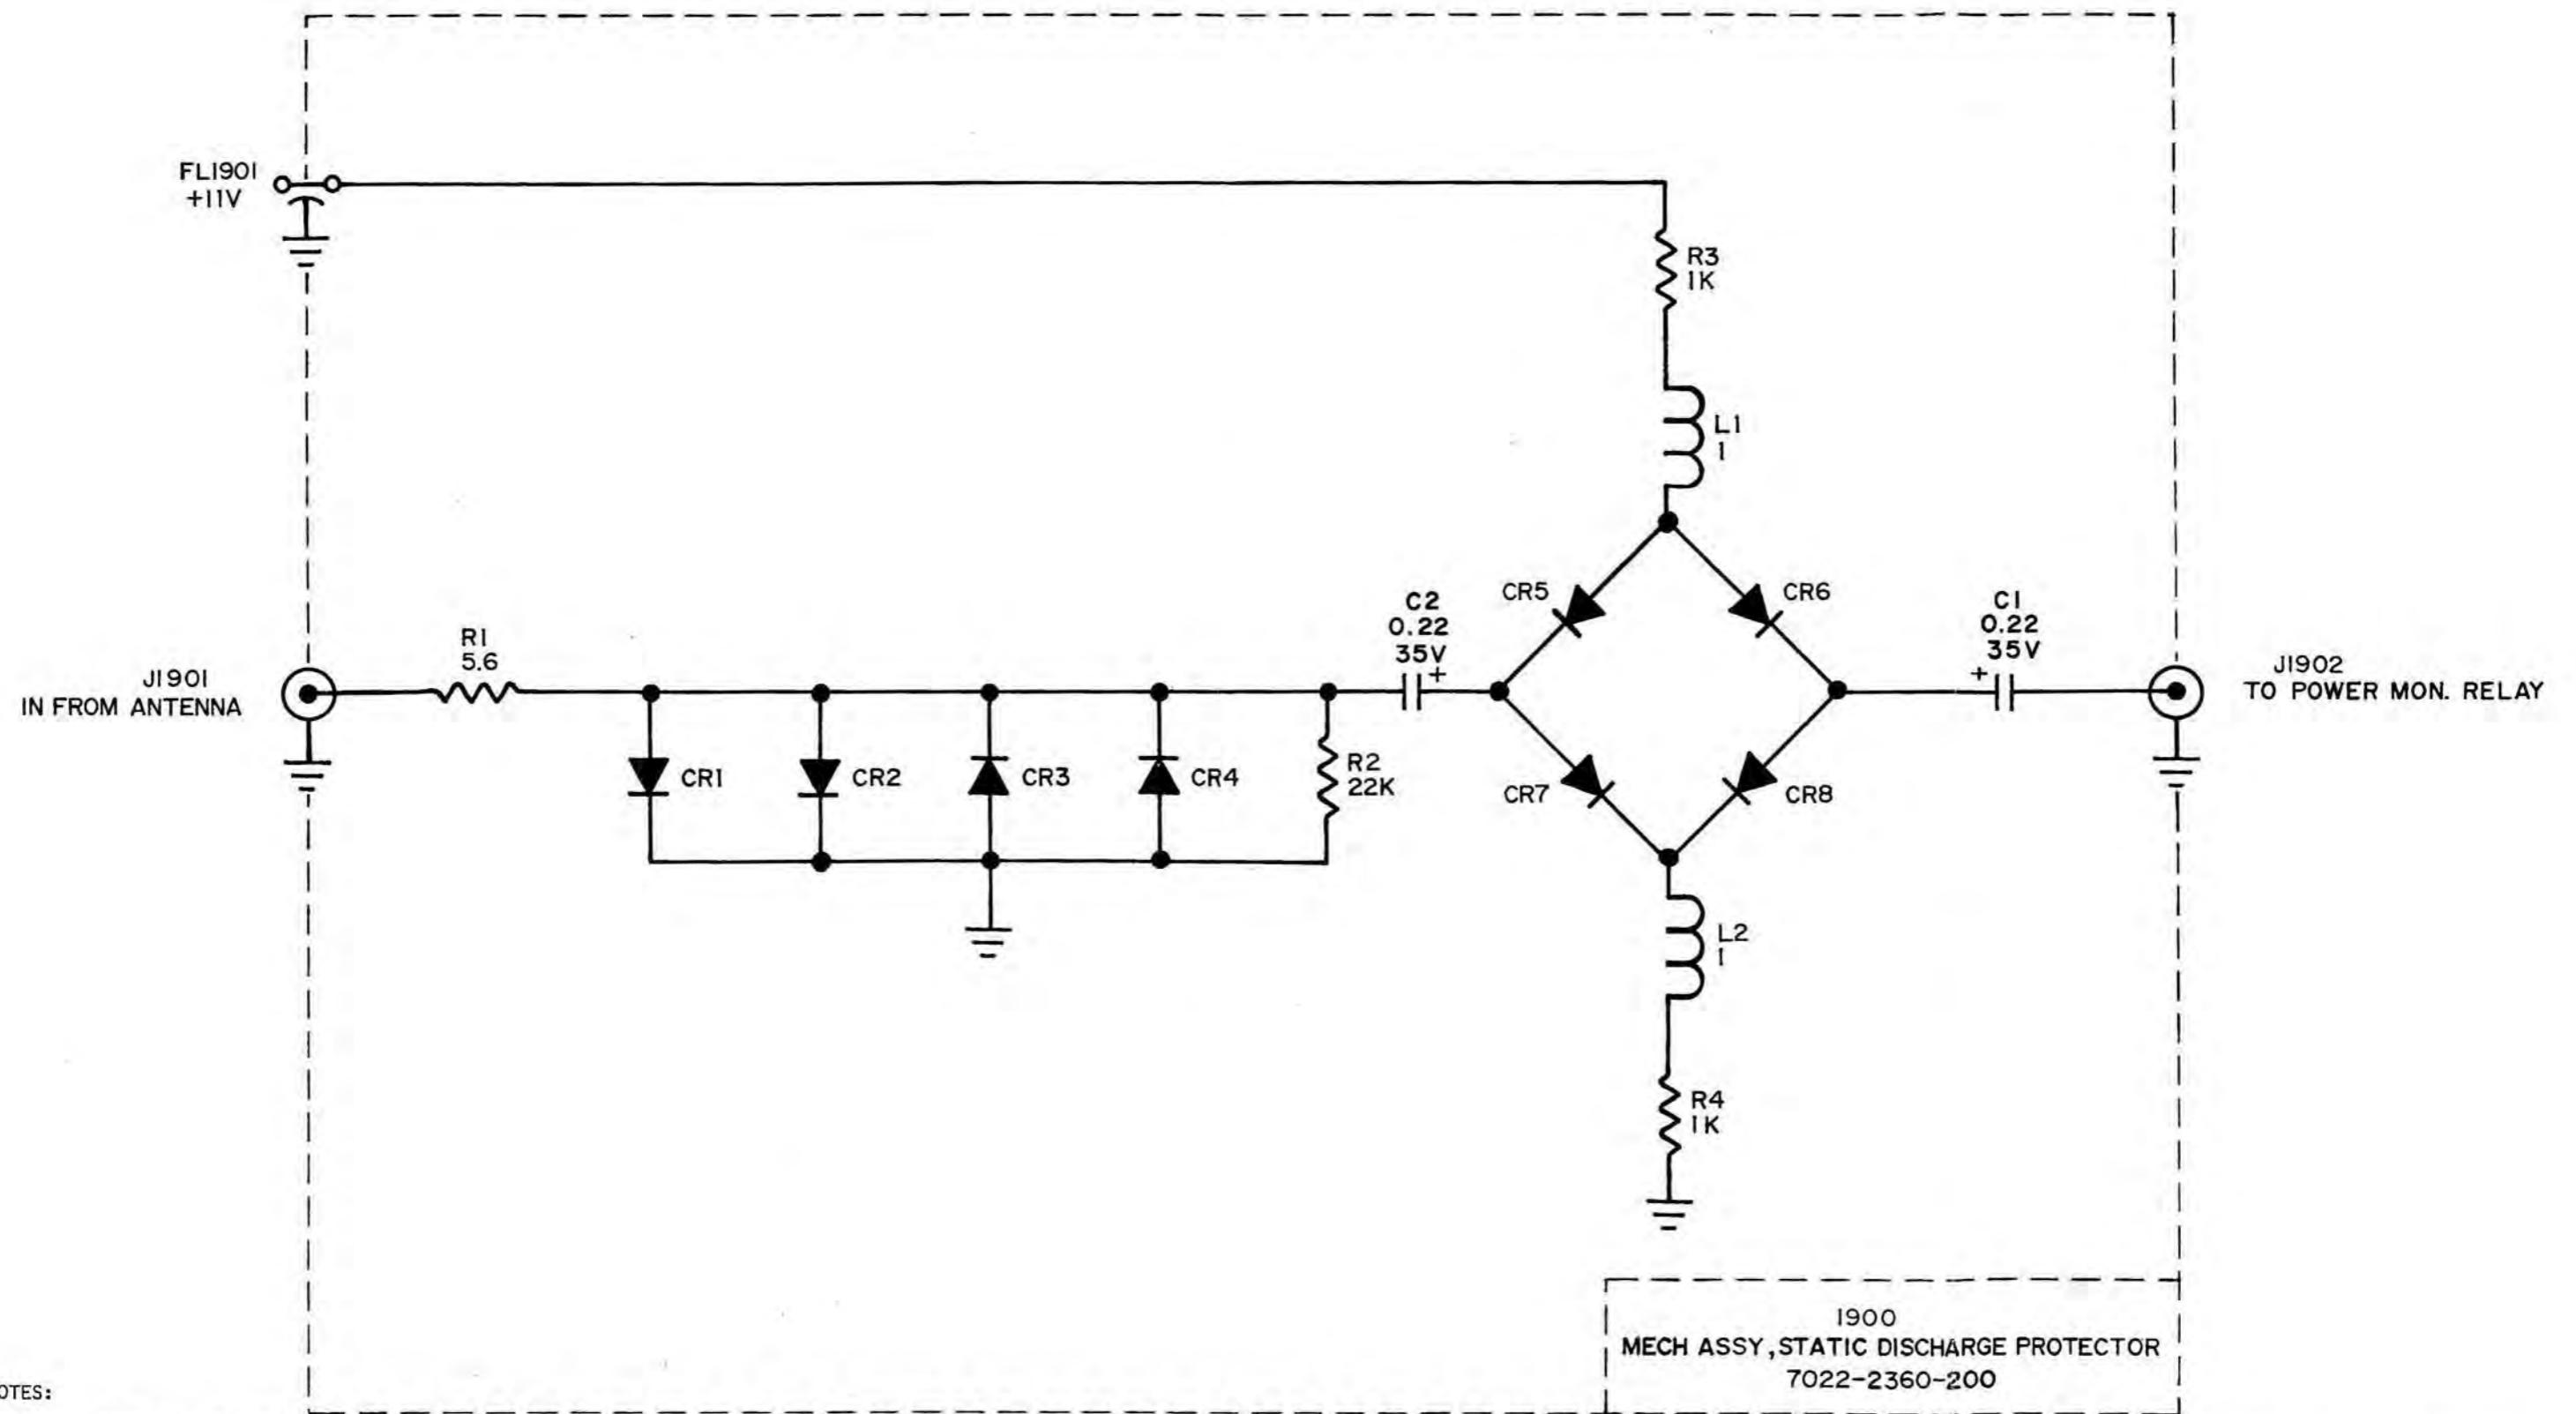 FL1901
+11V
R3
1K
L1
1
CR5
CR6
C2
0.22
35V
+
C1
0.22
35V
+
R1
5.6
J1901
IN FROM ANTENNA
J1902
TO POWER MON. RELAY
CR1
CR2
CR3
CR4
R2
22K
CR7
CR8
L2
1
R4
1K
1900
MECH ASSY, STATIC DISCHARGE PROTECTOR
7022-2360-200
OTES: